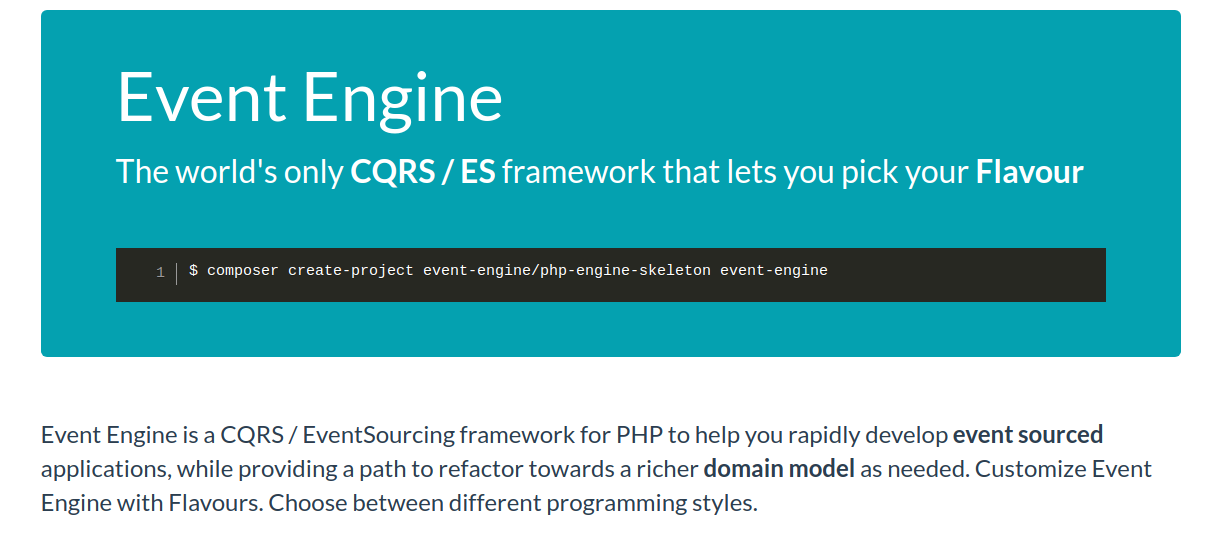 Event Engine
The world's only CQRS / ES framework that lets you pick your Flavour
1 $ composer create-project event-engine/php-engine-skeleton event-engine
Event Engine is a CQRS / EventSourcing framework for PHP to help you rapidly develop event sourced
applications, while providing a path to refactor towards a richer domain model as needed. Customize Event
Engine with Flavours. Choose between different programming styles.